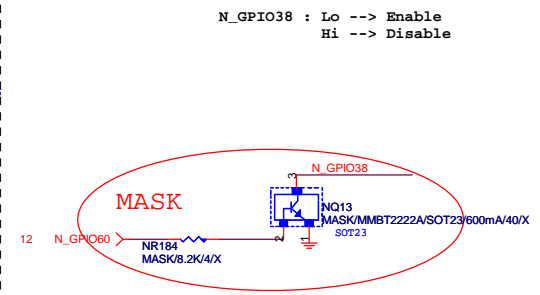 N_GPIO38 : Lo --> Enable
Hi --> Disable
3
N_GPIO38
MASK
NQ13
MASK/MMBT2222A/SOT23/600mA/40/X
SOT23
12 N_GPIO60
2
1
NR184
MASK/8.2K/4/X